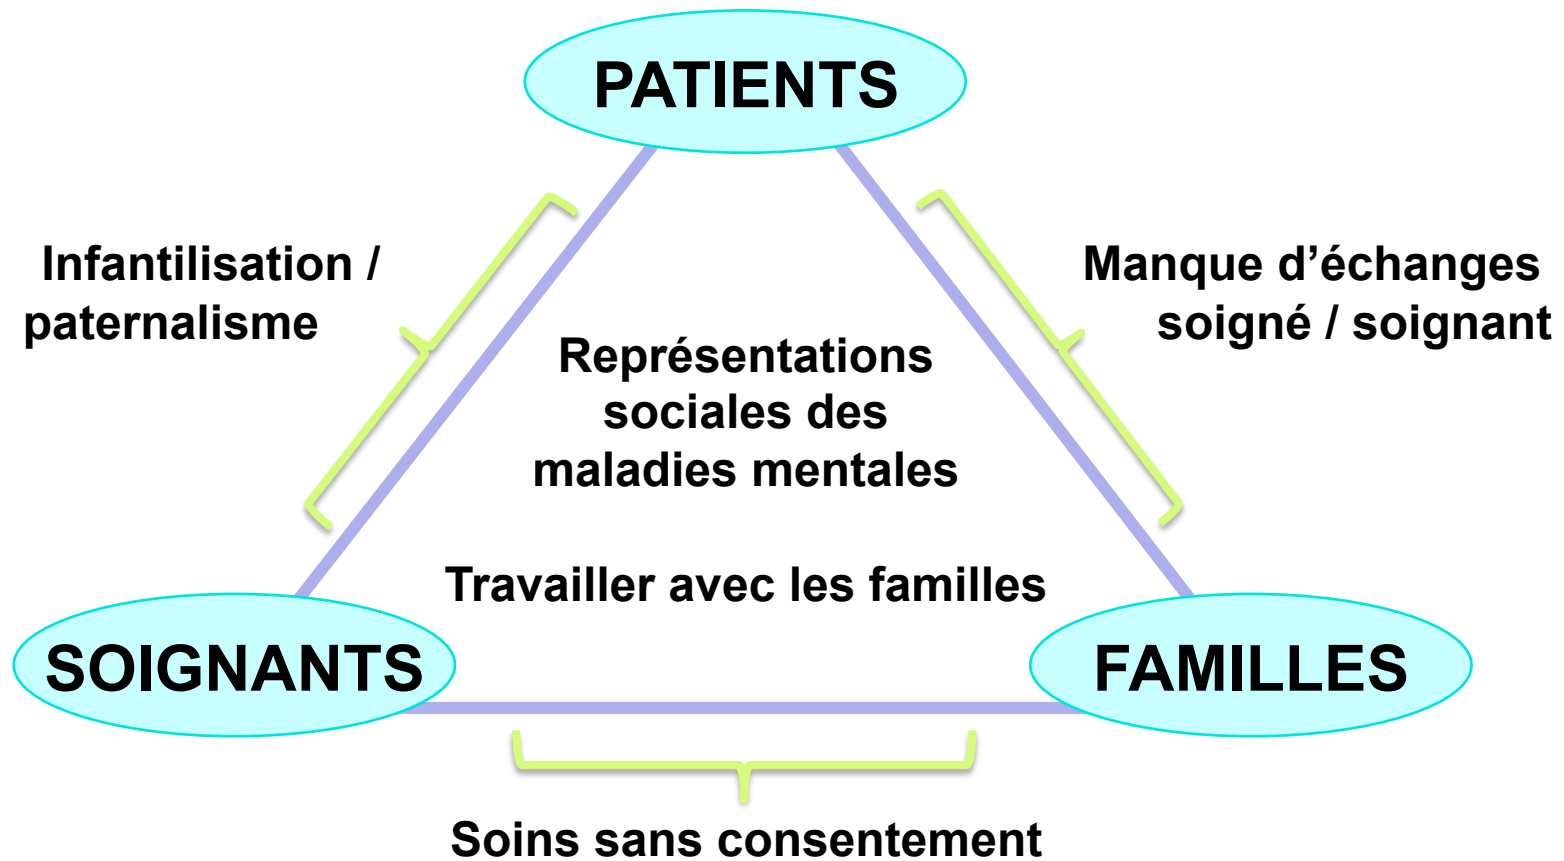 PATIENTS
Infantilisation /
paternalisme
Manque d’échanges
soigné / soignant
Représentations
sociales des
maladies mentales
Travailler avec les familles
SOIGNANTS
FAMILLES
Soins sans consentement